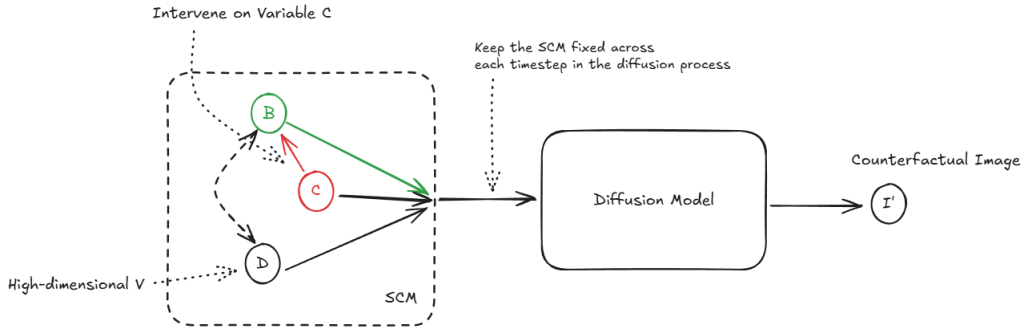 Intervene on Variable C
Keep the SCM fixed across
each timestep in the diffusion process
B
C
D
SCM
High-dimensional V
Diffusion Model
Counterfactual Image
I'